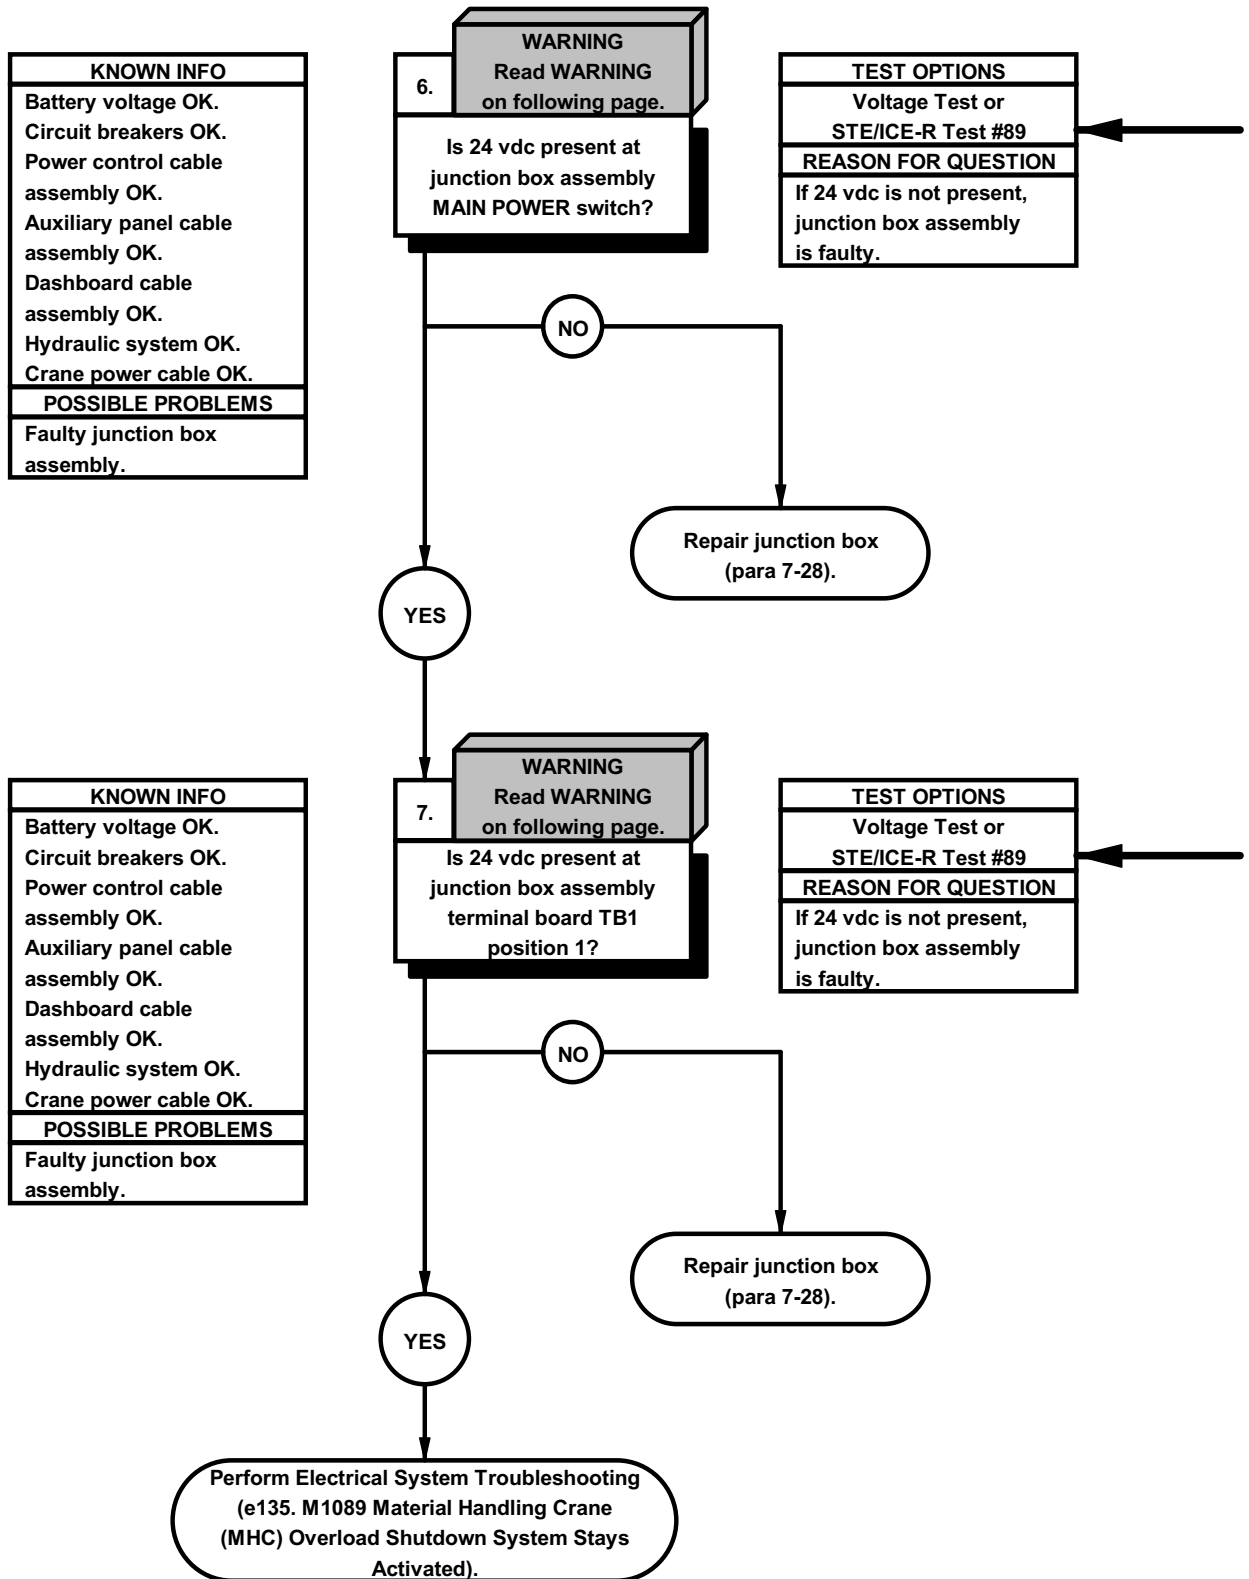 KNOWN INFO
Battery voltage OK.
Circuit breakers OK.
Power control cable
assembly OK.
Auxiliary panel cable
assembly OK.
Dashboard cable
assembly OK.
Hydraulic system OK.
Crane power cable OK.
POSSIBLE PROBLEMS
Faulty junction box
assembly.
6.
WARNING
Read WARNING
on following page.
Is 24 vdc present at
junction box assembly
MAIN POWER switch?
TEST OPTIONS
Voltage Test or
STE/ICE-R Test #89
REASON FOR QUESTION
If 24 vdc is not present,
junction box assembly
is faulty.
NO
Repair junction box
(para 7-28).
YES
KNOWN INFO
Battery voltage OK.
Circuit breakers OK.
Power control cable
assembly OK.
Auxiliary panel cable
assembly OK.
Dashboard cable
assembly OK.
Hydraulic system OK.
Crane power cable OK.
POSSIBLE PROBLEMS
Faulty junction box
assembly.
7.
WARNING
Read WARNING
on following page.
Is 24 vdc present at
junction box assembly
terminal board TB1
position 1?
TEST OPTIONS
Voltage Test or
STE/ICE-R Test #89
REASON FOR QUESTION
If 24 vdc is not present,
junction box assembly
is faulty.
NO
Repair junction box
(para 7-28).
YES
Perform Electrical System Troubleshooting
(e135. M1089 Material Handling Crane
(MHC) Overload Shutdown System Stays
Activated).